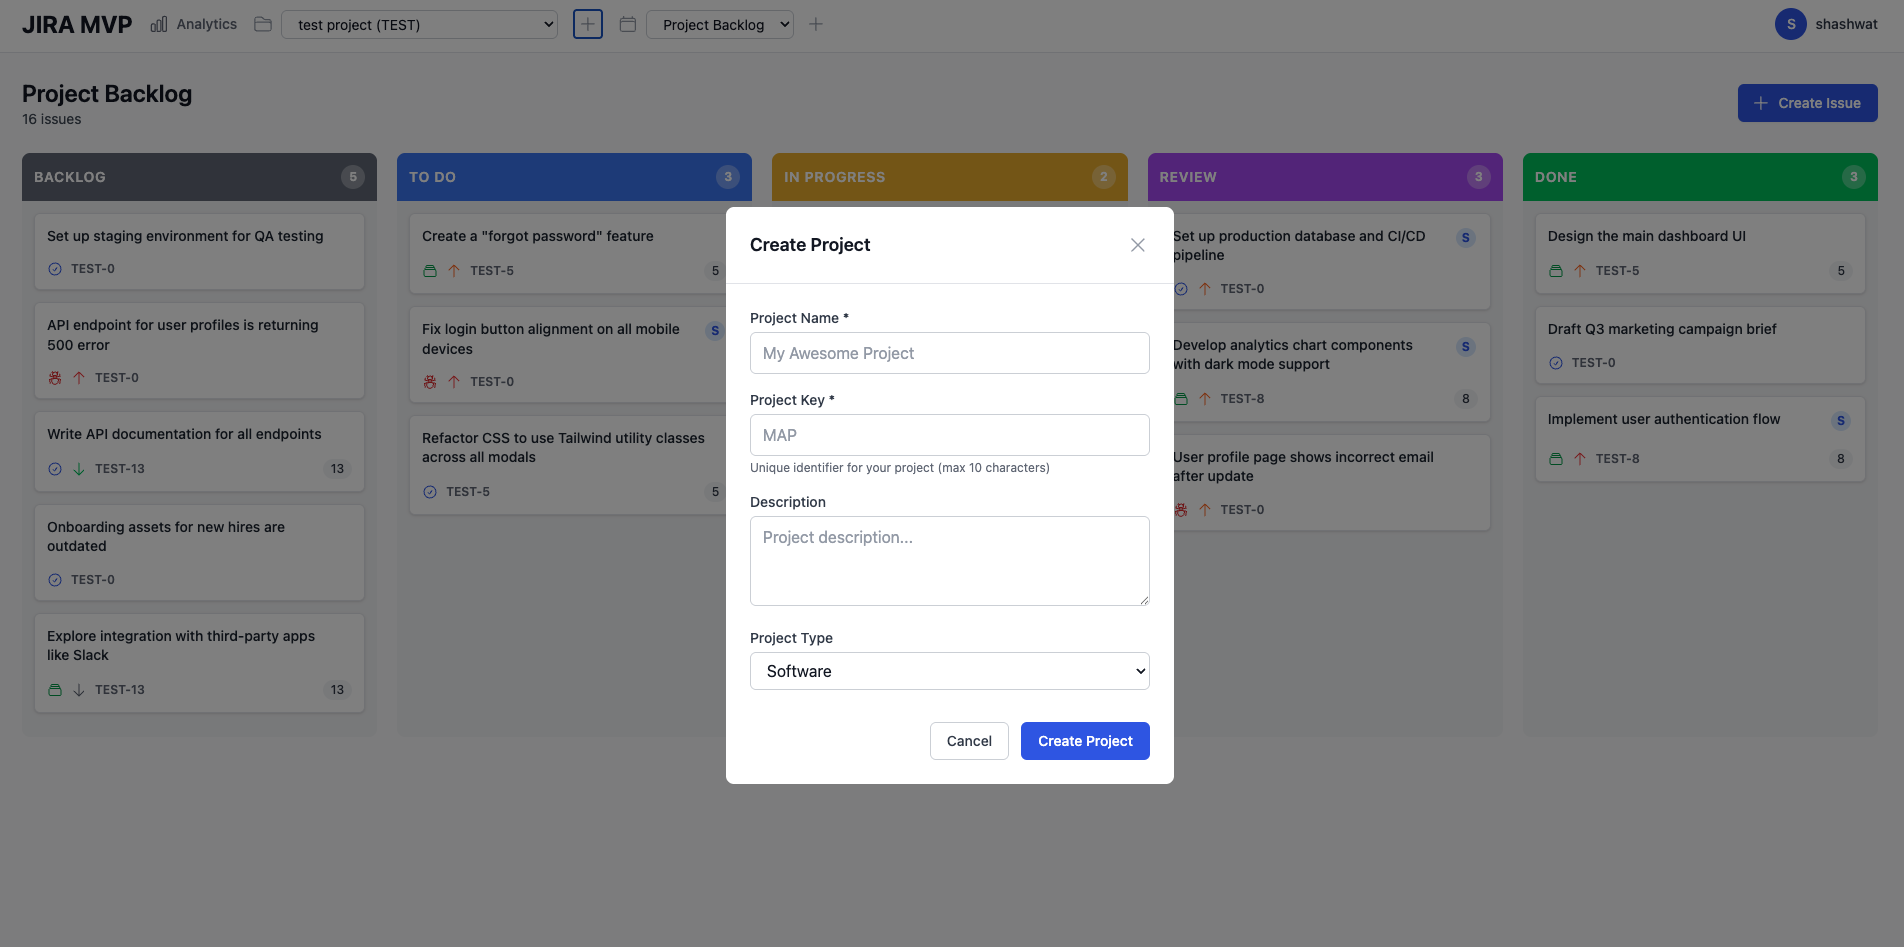 JIRA MVP
Analytics
test project (TEST)
Project Backlog
S
shashwat
Project Backlog
16 issues
Create Issue
BACKLOG
5
Set up staging environment for QA testing
TEST-0
API endpoint for user profiles is returning
500 error
TEST-0
Write API documentation for all endpoints
TEST-13
13
Onboarding assets for new hires are
outdated
TEST-0
Explore integration with third-party apps
like Slack
TEST-13
13
TO DO
3
Create a "forgot password" feature
TEST-5
5
Fix login button alignment on all mobile
devices
S
TEST-0
Refactor CSS to use Tailwind utility classes
across all modals
TEST-5
5
IN PROGRESS
2
Create Project
Project Name *
My Awesome Project
Project Key *
MAP
Unique identifier for your project (max 10 characters)
Description
Project description...
Project Type
Software
Cancel
Create Project
REVIEW
3
Set up production database and CI/CD
pipeline
S
TEST-0
Develop analytics chart components
with dark mode support
S
TEST-8
8
User profile page shows incorrect email
after update
TEST-0
DONE
3
Design the main dashboard UI
TEST-5
5
Draft Q3 marketing campaign brief
TEST-0
Implement user authentication flow
S
TEST-8
8